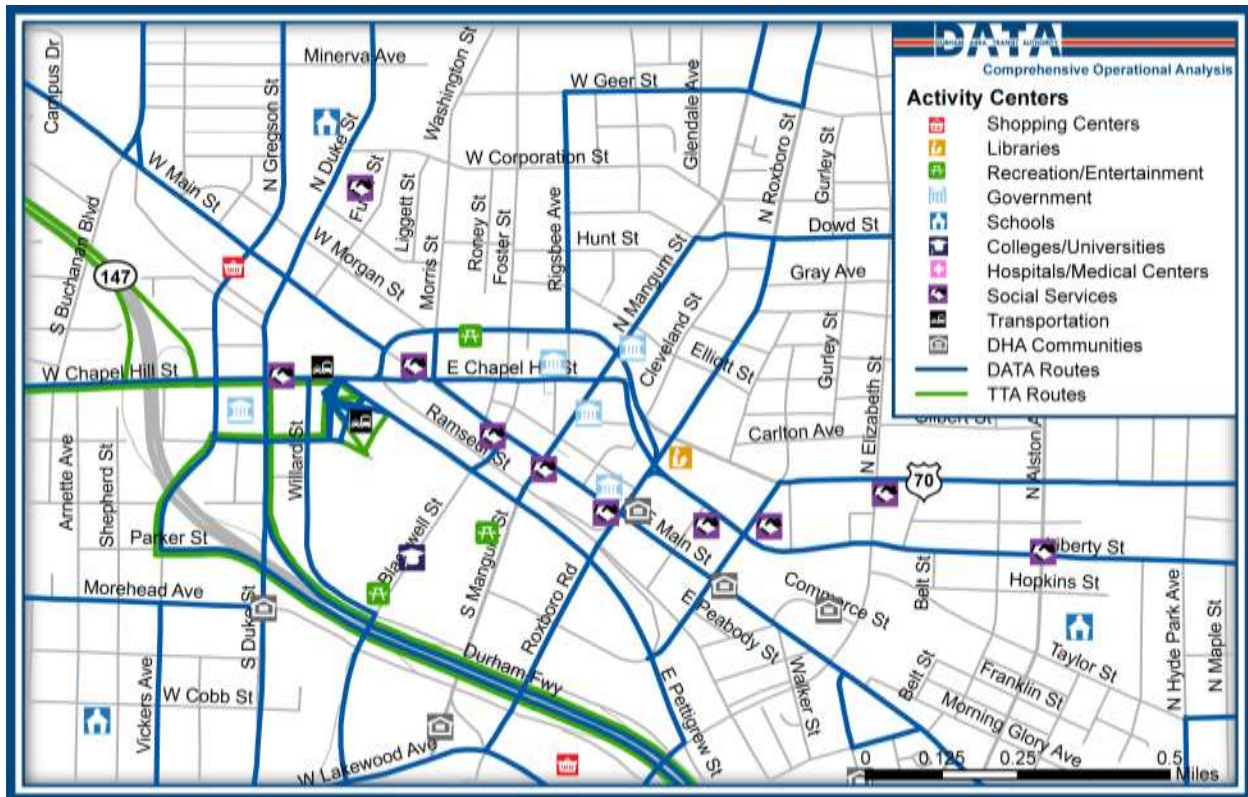 DATA
DURHAM AREA TRANSIT AUTHORITY
Comprehensive Operational Analysis
Activity Centers
Shopping Centers
Libraries
Recreation/Entertainment
Government
Schools
Colleges/Universities
Hospitals/Medical Centers
Social Services
Transportation
DHA Communities
DATA Routes
TTA Routes
Campus Dr
Minerva Ave
Washington St
W Geer St
Glendale Ave
N Gregson St
N Duke St
W Corporation St
N Roxboro St
Gurley St
W Main St
Liggett St
Roney St
Foster St
Rigsbee Ave
Hunt St
Dowd St
W Morgan St
Morris St
N Mangum St
Gray Ave
S Buchanan Blvd
147
Cleveland St
Elliott St
Gurley St
W Chapel Hill St
E Chapel H St
N Elizabeth St
Ramseur St
Carlton Ave
Gilbert St
N Alston A
70
Arnette Ave
Shepherd St
Willard St
Parker St
Blackwell St
S Mangum St
E Main St
Liberty St
Hopkins St
Morehead Ave
Roxboro Rd
Commerce St
Belt St
E Peabody St
S Duke St
Durham Fwy
Taylor St
N Hyde Park Ave
N Maple St
W Cobb St
Vickers Ave
E Pettigrew St
Walker St
Belt St
Franklin St
Morning Glory Ave
W Lakewood Ave
0 0.125 0.25 0.5
Miles